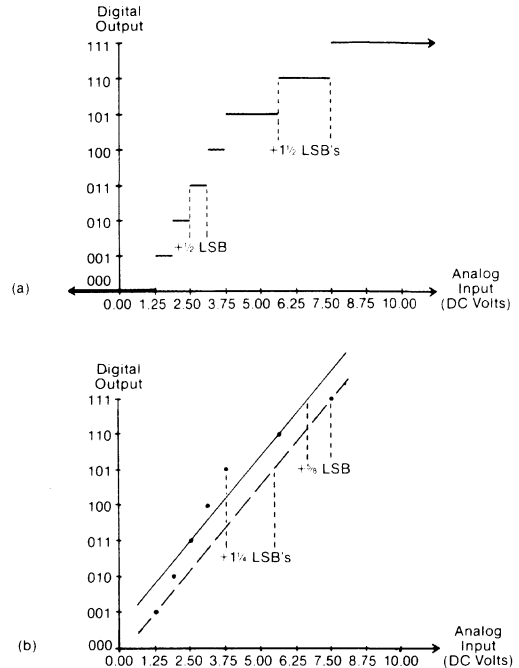 Digital
Output
111
110
101
100
011
010
001
000
+1½ LSB's
+½ LSB
(a)
0.00 1.25 2.50 3.75 5.00 6.25 7.50 8.75 10.00
Analog
Input
(DC Volts)
Digital
Output
111
110
101
100
011
010
001
000
+⅝ LSB
+1¼ LSB's
(b)
0.00 1.25 2.50 3.75 5.00 6.25 7.50 8.75 10.00
Analog
Input
(DC Volts)